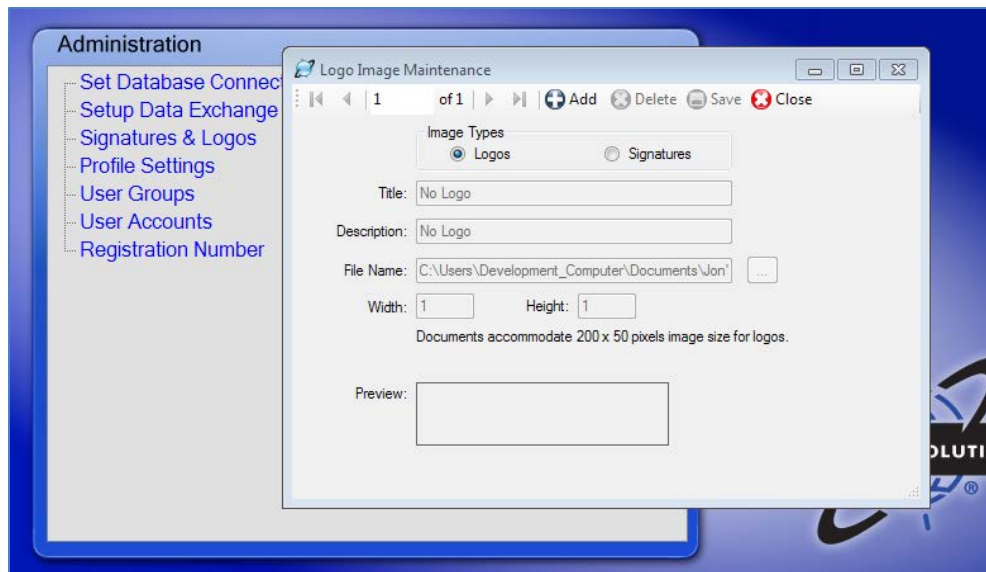 Administration
Set Database Connect
Setup Data Exchange
Signatures & Logos
Profile Settings
User Groups
User Accounts
Registration Number
Logo Image Maintenance
1 of 1 Add Delete Save Close
Image Types
Logos Signatures
Title: No Logo
Description: No Logo
File Name: C:\Users\Development_Computer\Documents\Jon' ...
Width: 1 Height: 1
Documents accommodate 200 x 50 pixels image size for logos.
Preview:
OLUTI
®